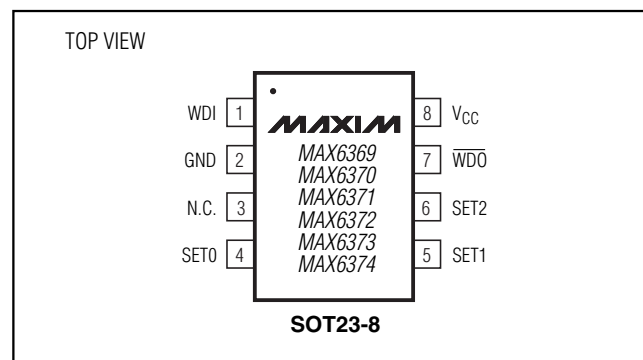 TOP VIEW
WDI 1
GND 2
N.C. 3
SET0 4
MAXIM
MAX6369
MAX6370
MAX6371
MAX6372
MAX6373
MAX6374
8 VCC
7 WDO
6 SET2
5 SET1
SOT23-8